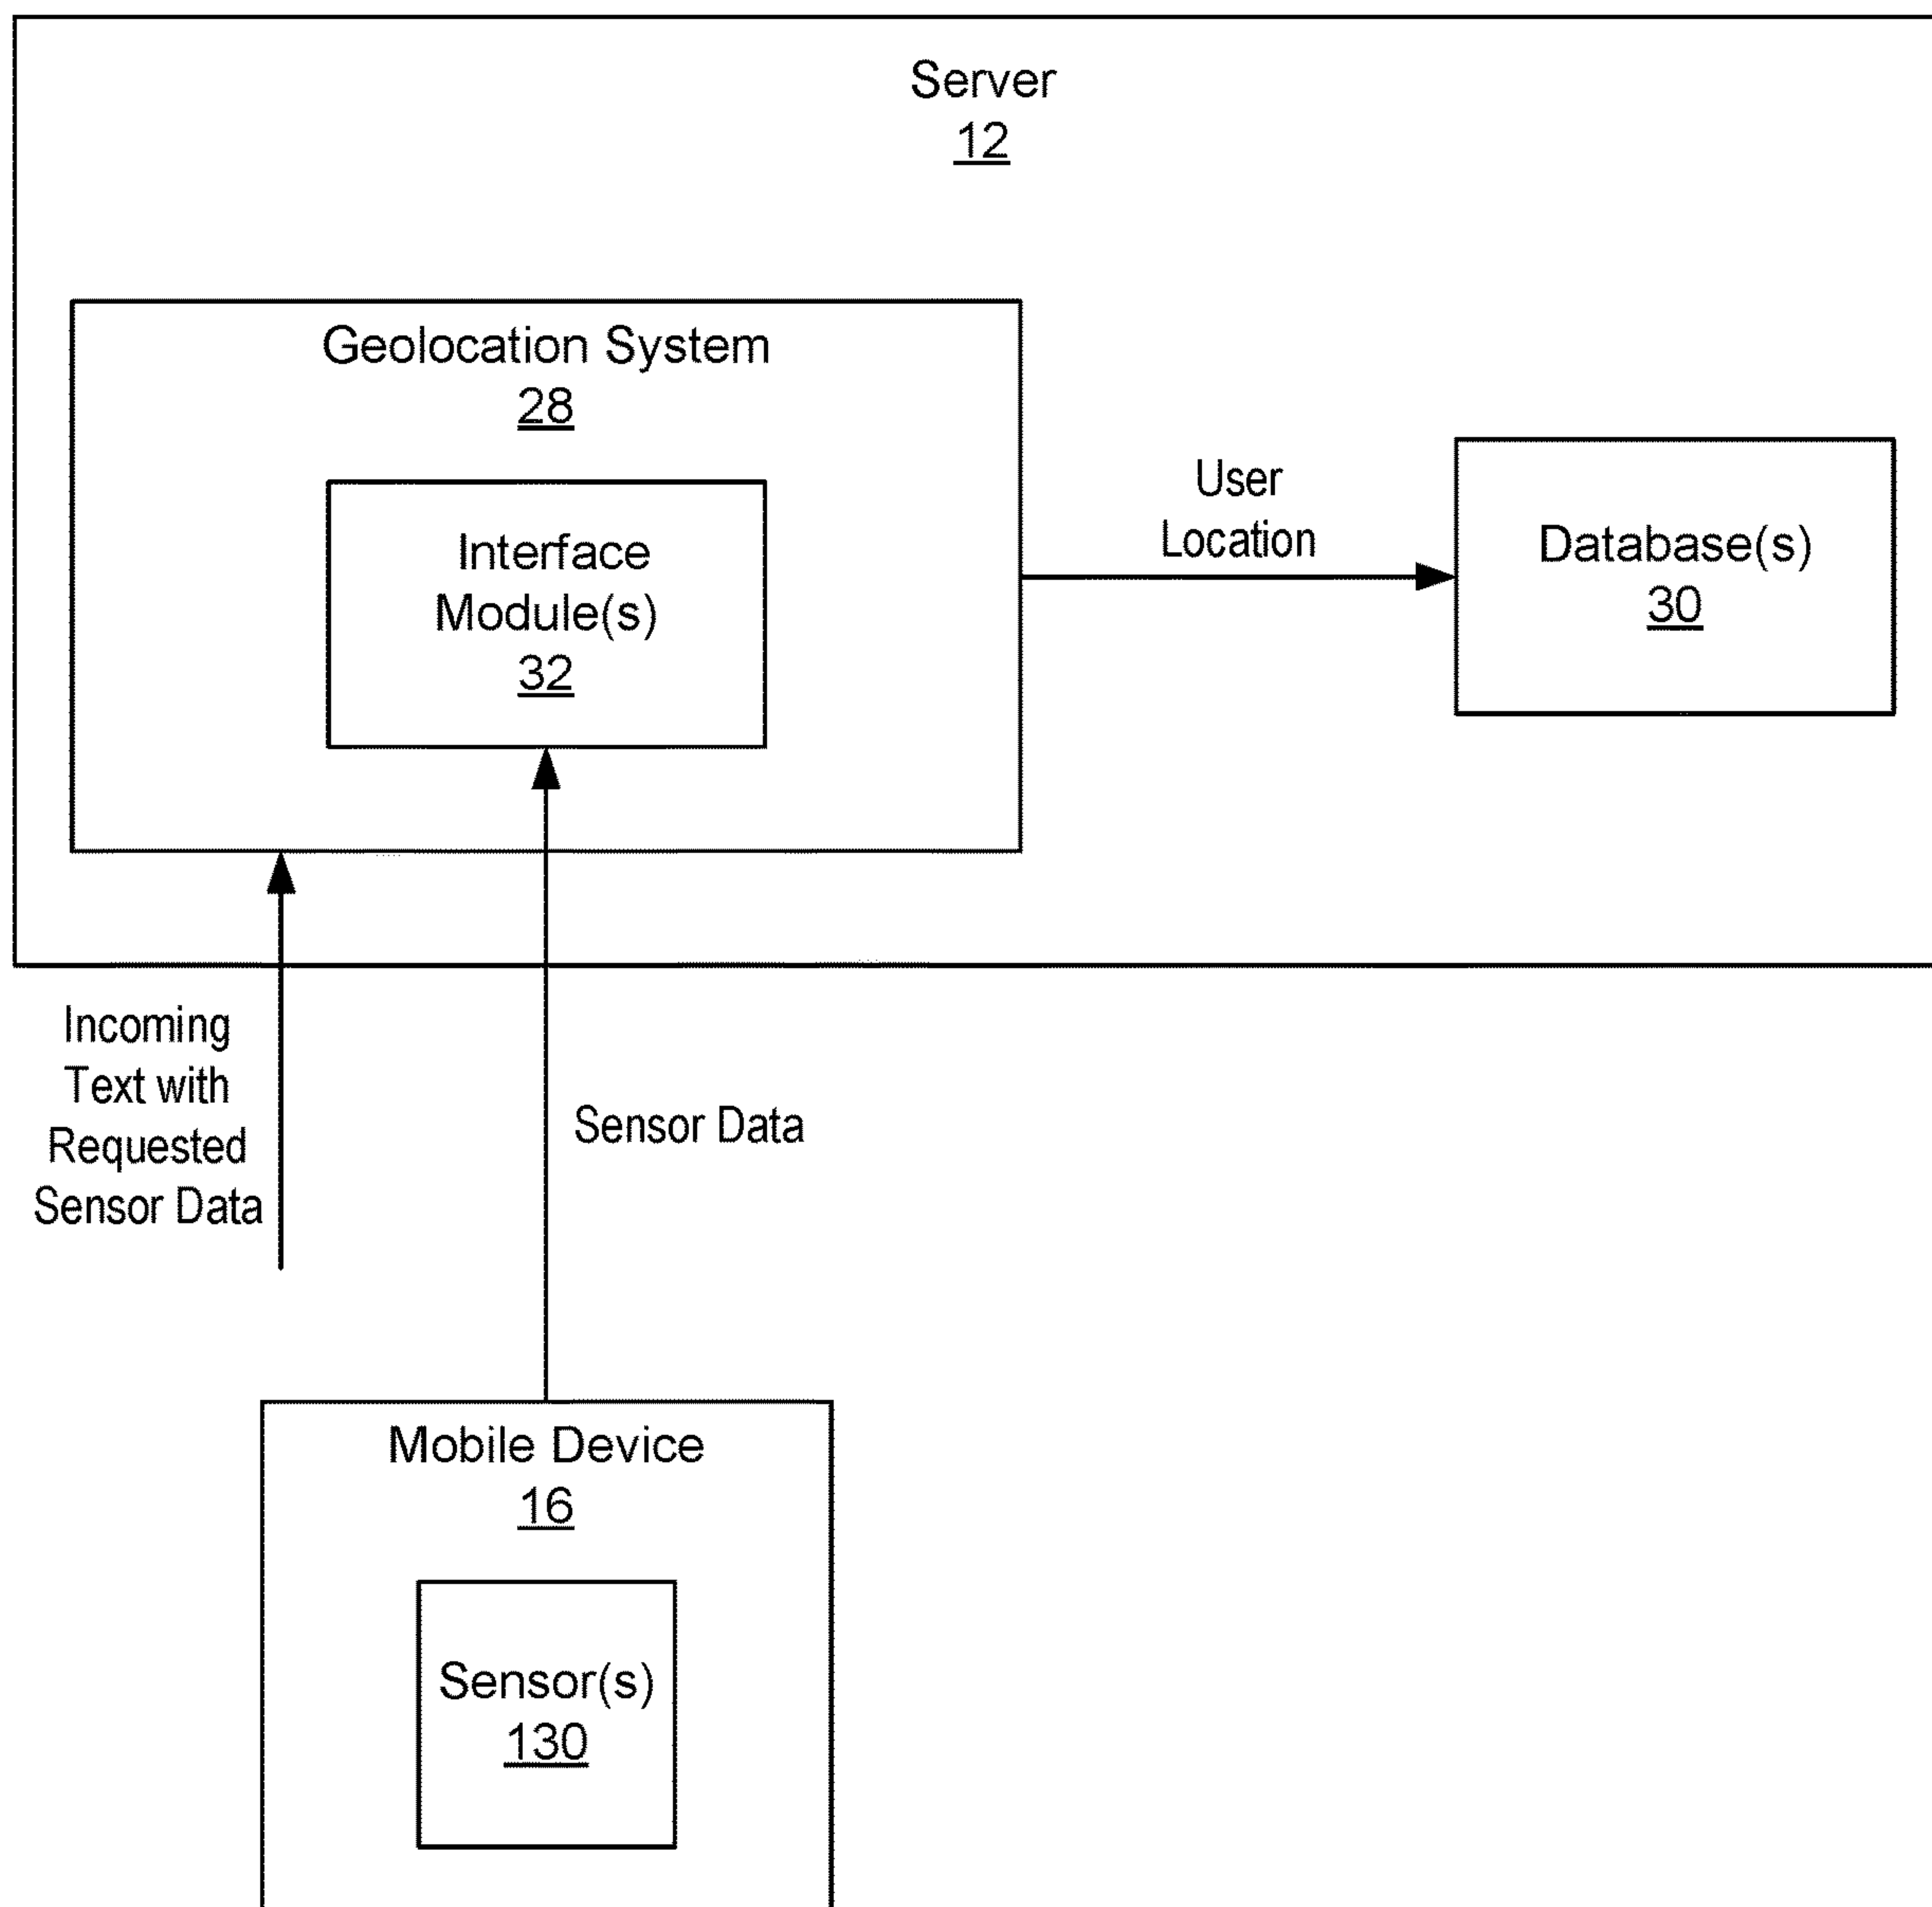 Server
12
Geolocation System
28
Interface
Module(s)
32
User
Location
Database(s)
30
Incoming
Text with
Requested
Sensor Data
Sensor Data
Mobile Device
16
Sensor(s)
130